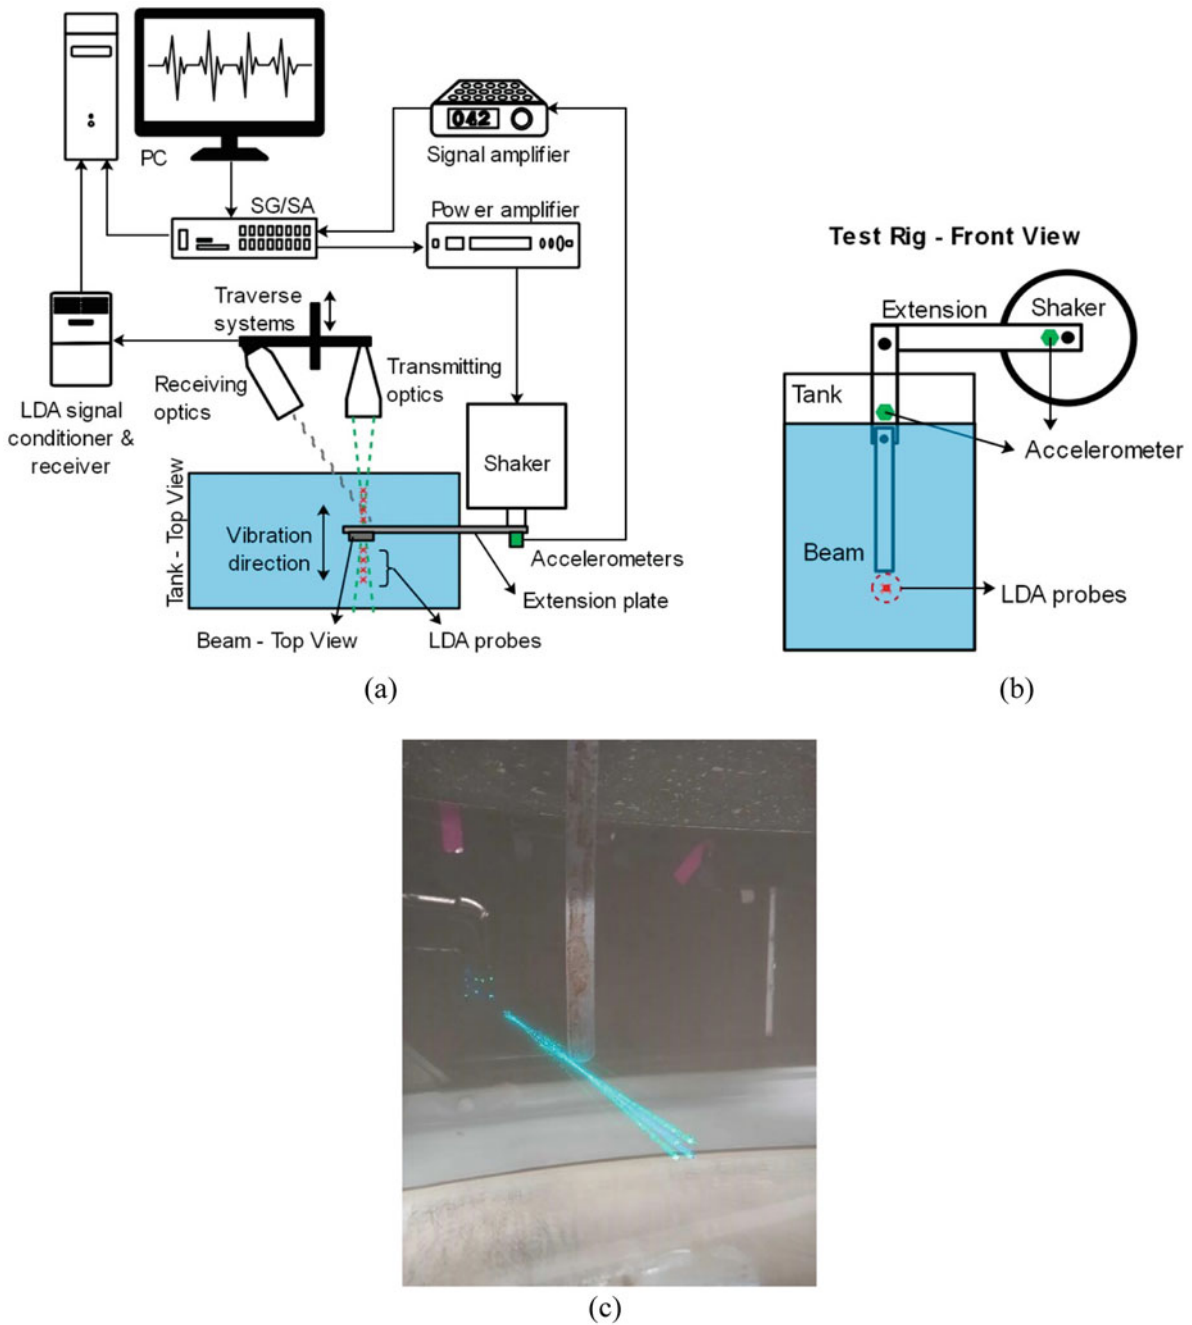 042
Signal amplifier
PC
SG/SA
Power amplifier
Test Rig - Front View
Traverse
systems
Extension
Shaker
Receiving
optics
Transmitting
optics
Tank
LDA signal
conditioner &
receiver
Shaker
Accelerometer
Tank - Top View
Vibration
direction
Accelerometers
Beam
Extension plate
LDA probes
Beam - Top View
LDA probes
(a)
(b)
(c)